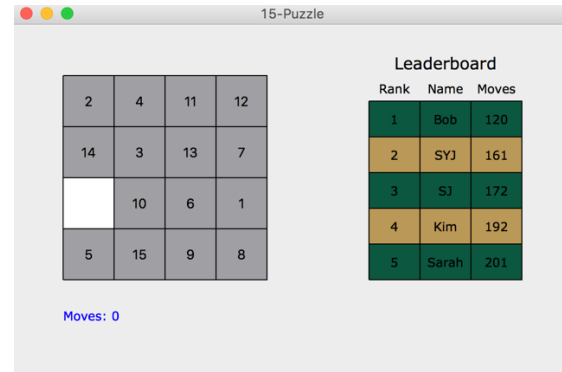 15-Puzzle
Leaderboard
Rank Name Moves
2 4 11 12
14 3 13 7
10 6 1
5 15 9 8
1 Bob 120
2 SYJ 161
3 SJ 172
4 Kim 192
5 Sarah 201
Moves: 0